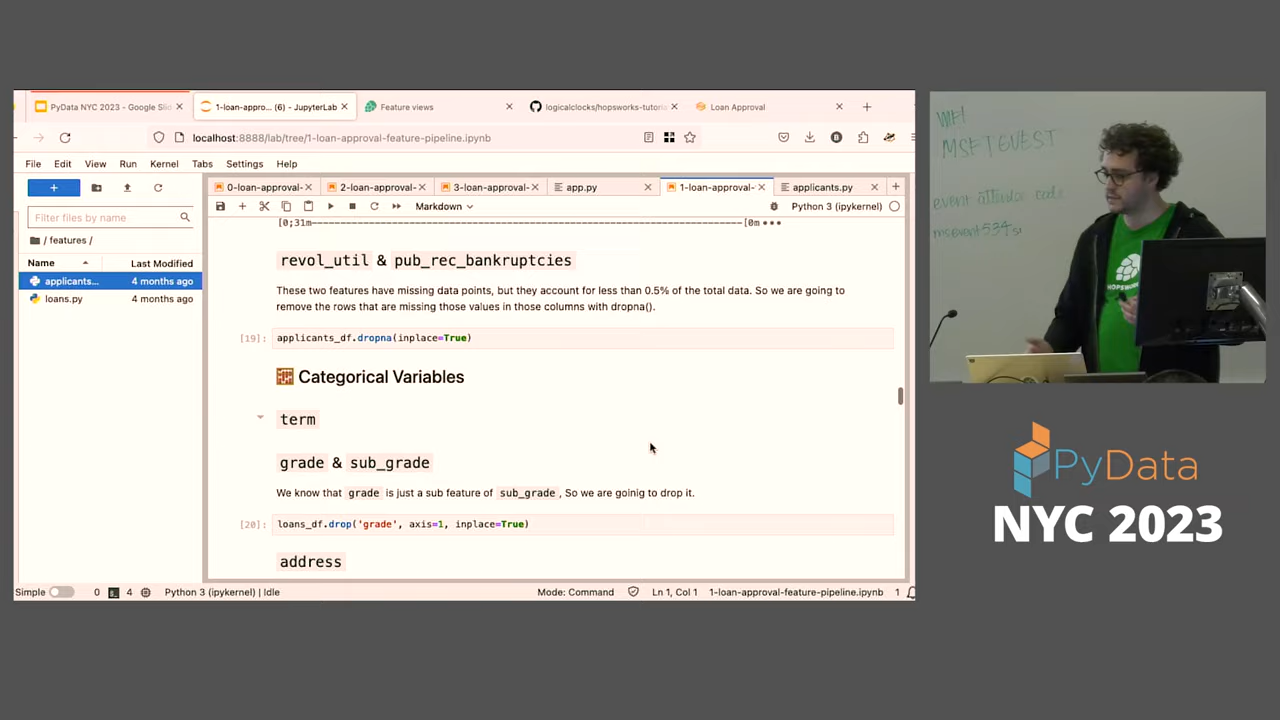 PyData NYC 2023 - Google Slid
1-loan-appro... (6) - JupyterLab
Feature views
logicalclocks/hopsworks-tutoria
Loan Approval
localhost:8888/lab/tree/1-loan-approval-feature-pipeline.ipynb
File Edit View Run Kernel Tabs Settings Help
0-loan-approval-
2-loan-approval-
3-loan-approval-
app.py
1-loan-approval-
applicants.py
Markdown
Python 3 (ipykernel)
Filter files by name
/ features /
Name
Last Modified
applicants...
4 months ago
loans.py
4 months ago
[0;31m
[0m
revol_util & pub_rec_bankruptcies
These two features have missing data points, but they account for less than 0.5% of the total data. So we are going to
remove the rows that are missing those values in those columns with dropna().
[19]: applicants_df.dropna(inplace=True)
Categorical Variables
term
grade & sub_grade
We know that grade is just a sub feature of sub_grade, So we are goinig to drop it.
[20]: loans_df.drop('grade', axis=1, inplace=True)
address
Simple
0
4
Python 3 (ipykernel) | Idle
Mode: Command
Ln 1, Col 1
1-loan-approval-feature-pipeline.ipynb
1
MSFTGUEST
event attendee code
PyData
NYC 2023